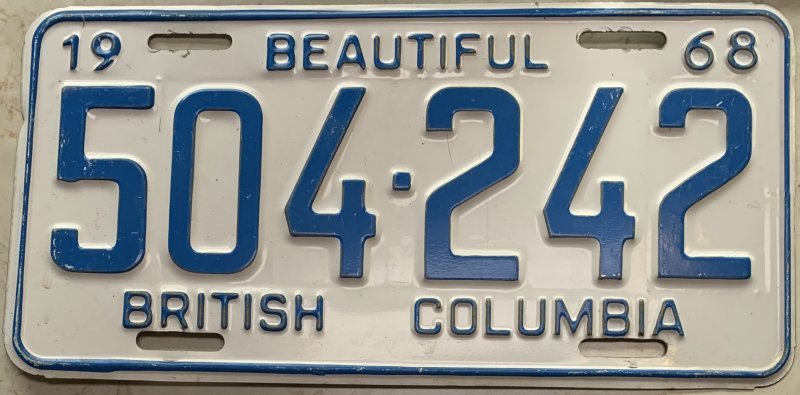 19 BEAUTIFUL 68
504·242
BRITISH COLUMBIA